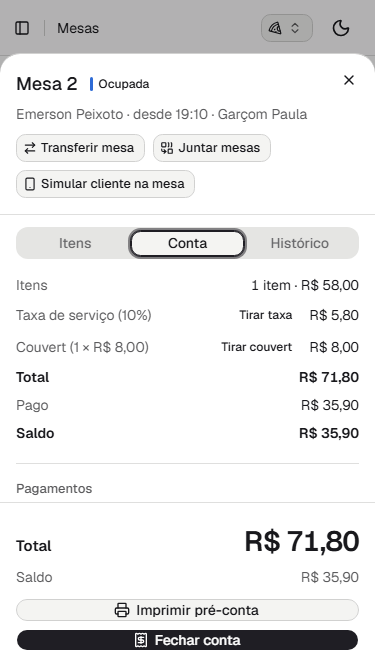 Mesas
Mesa 2 Ocupada
Emerson Peixoto · desde 19:10 · Garçom Paula
Transferir mesa Juntar mesas
Simular cliente na mesa
Itens Conta Histórico
Itens 1 item · R$ 58,00
Taxa de serviço (10%) Tirar taxa R$ 5,80
Couvert (1 × R$ 8,00) Tirar couvert R$ 8,00
Total R$ 71,80
Pago R$ 35,90
Saldo R$ 35,90
Pagamentos
Total R$ 71,80
Saldo R$ 35,90
Imprimir pré-conta
Fechar conta